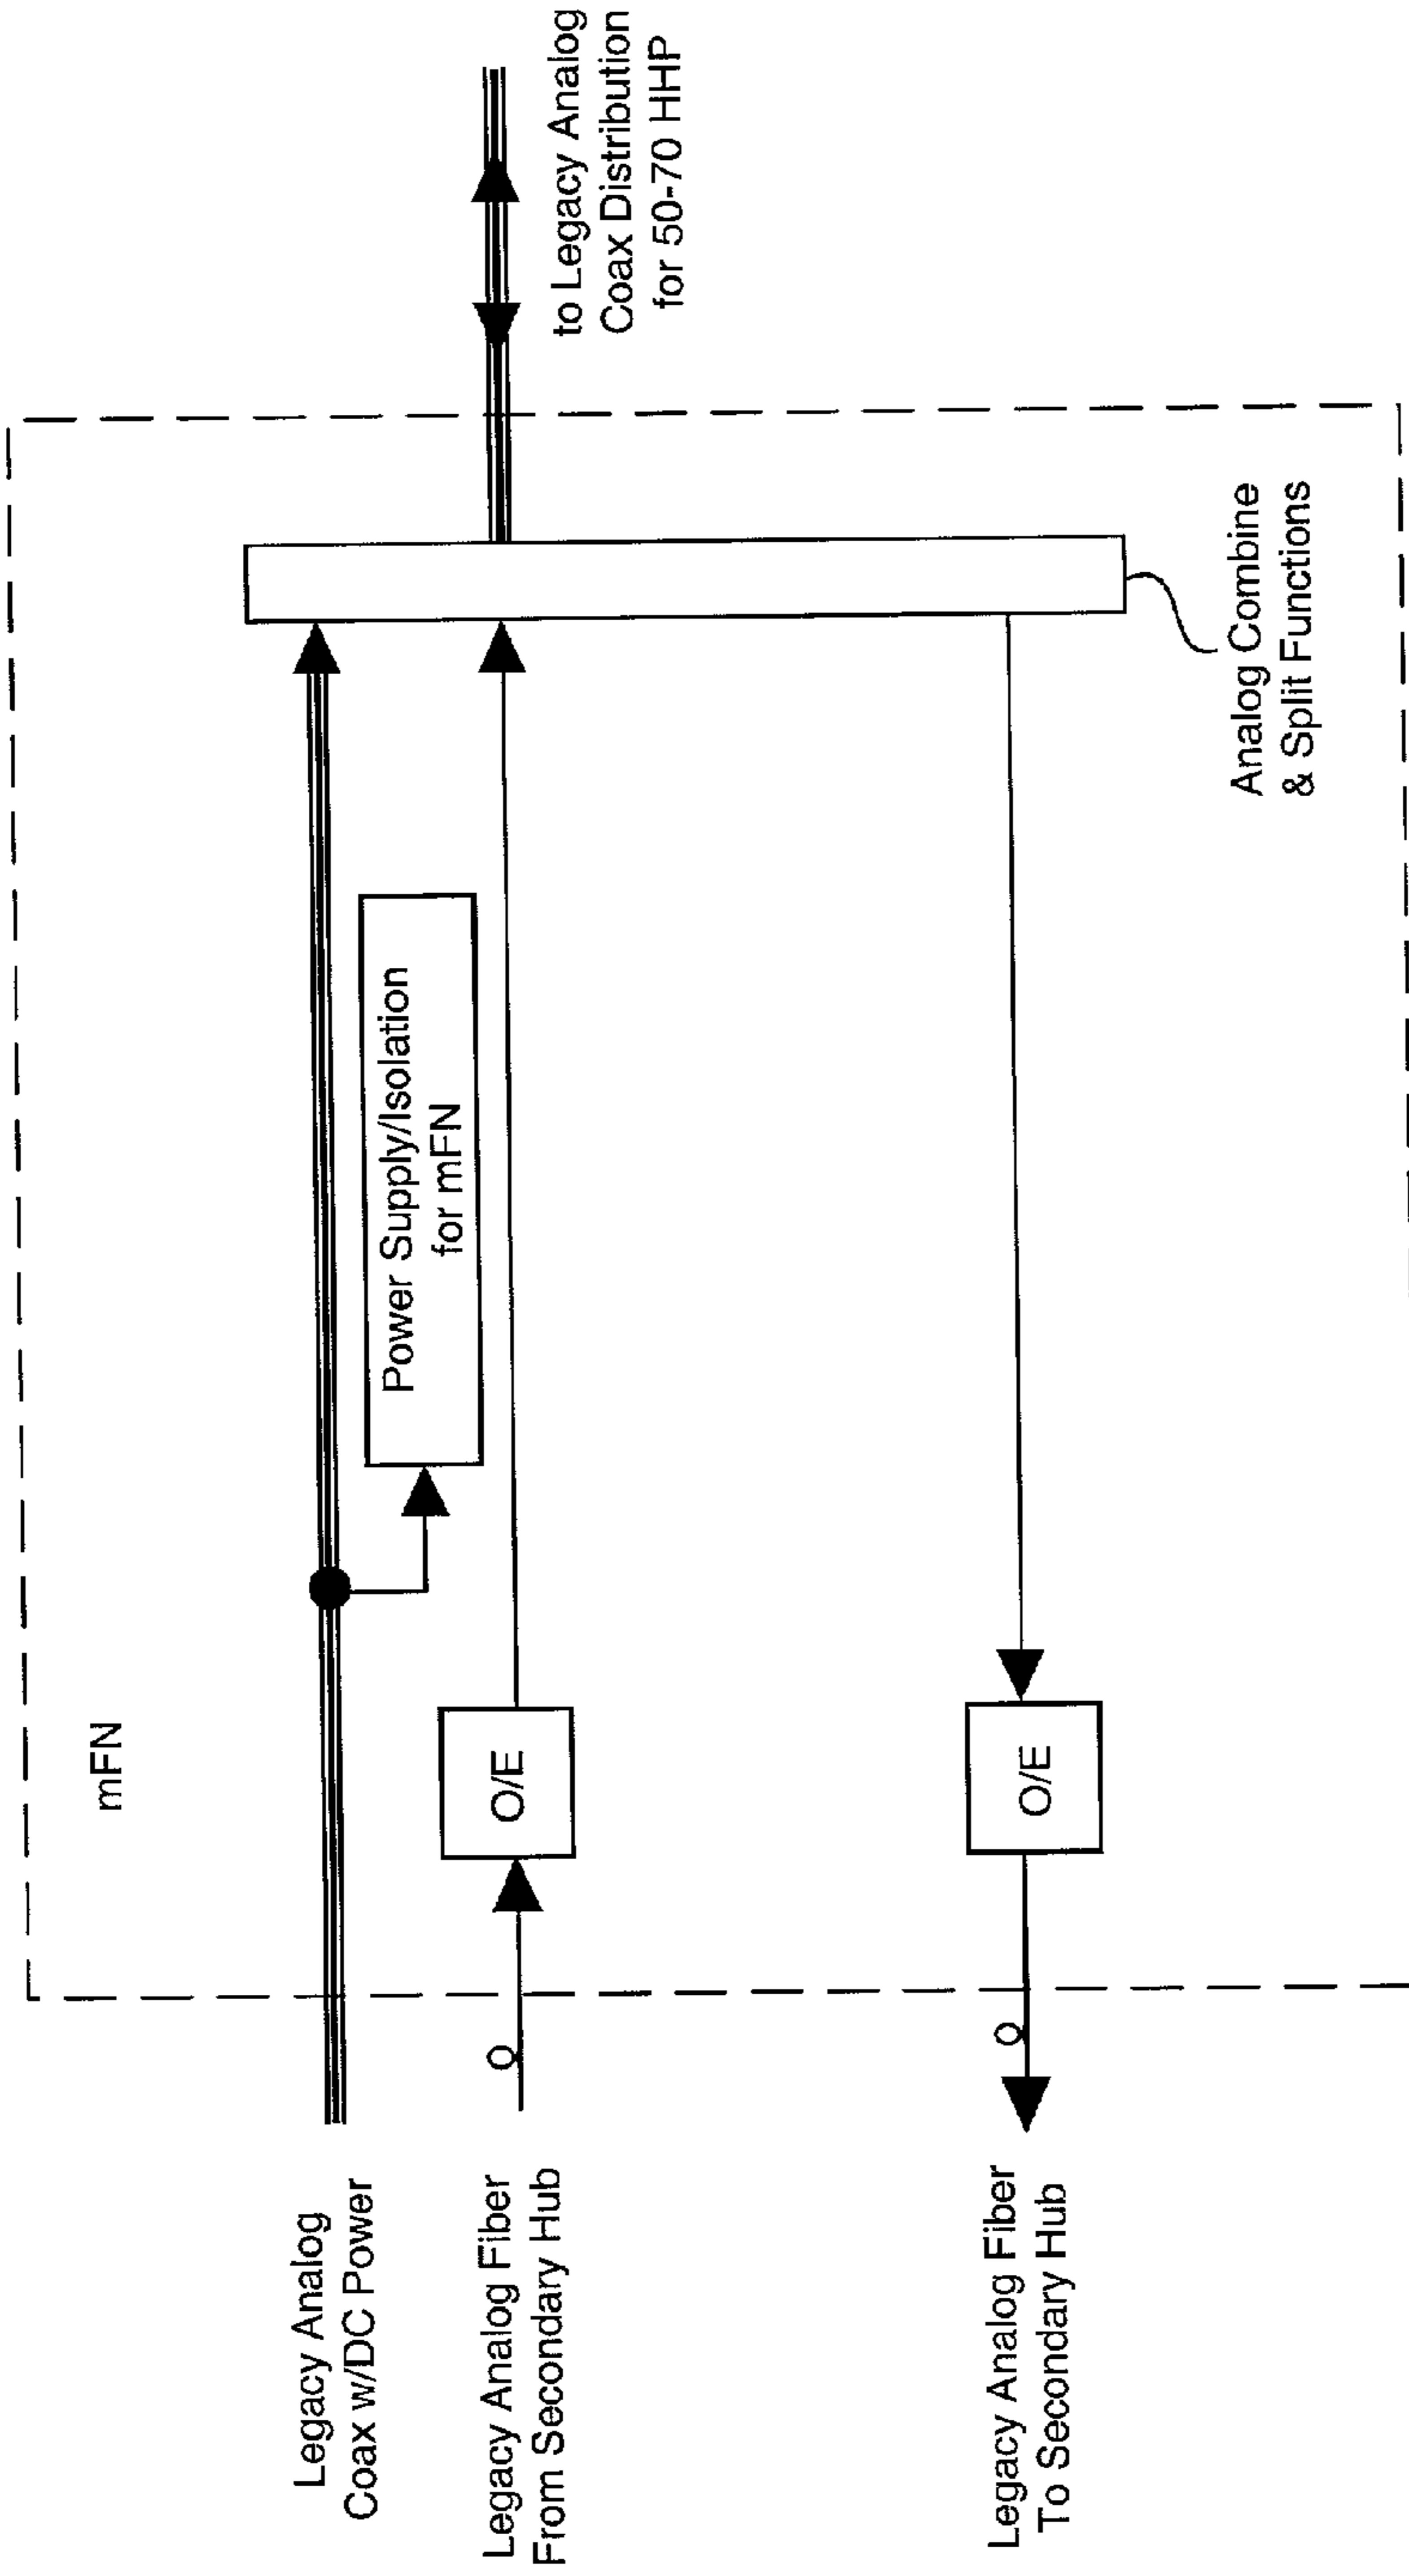 mFN
Legacy Analog
Coax w/DC Power
Power Supply/Isolation
for mFN
Legacy Analog Fiber
From Secondary Hub
O/E
to Legacy Analog
Coax Distribution
for 50-70 HHP
Legacy Analog Fiber
To Secondary Hub
O/E
Analog Combine
& Split Functions